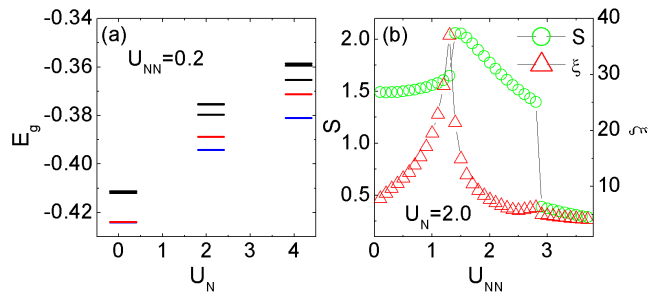 (a)
U_NN=0.2
E_g
-0.34
-0.36
-0.38
-0.40
-0.42
0 1 2 3 4
U_N
(b)
S
ξ
S
2.0
1.5
1.0
0.5
40
30
20
10
ξ
U_N=2.0
0 1 2 3
U_NN